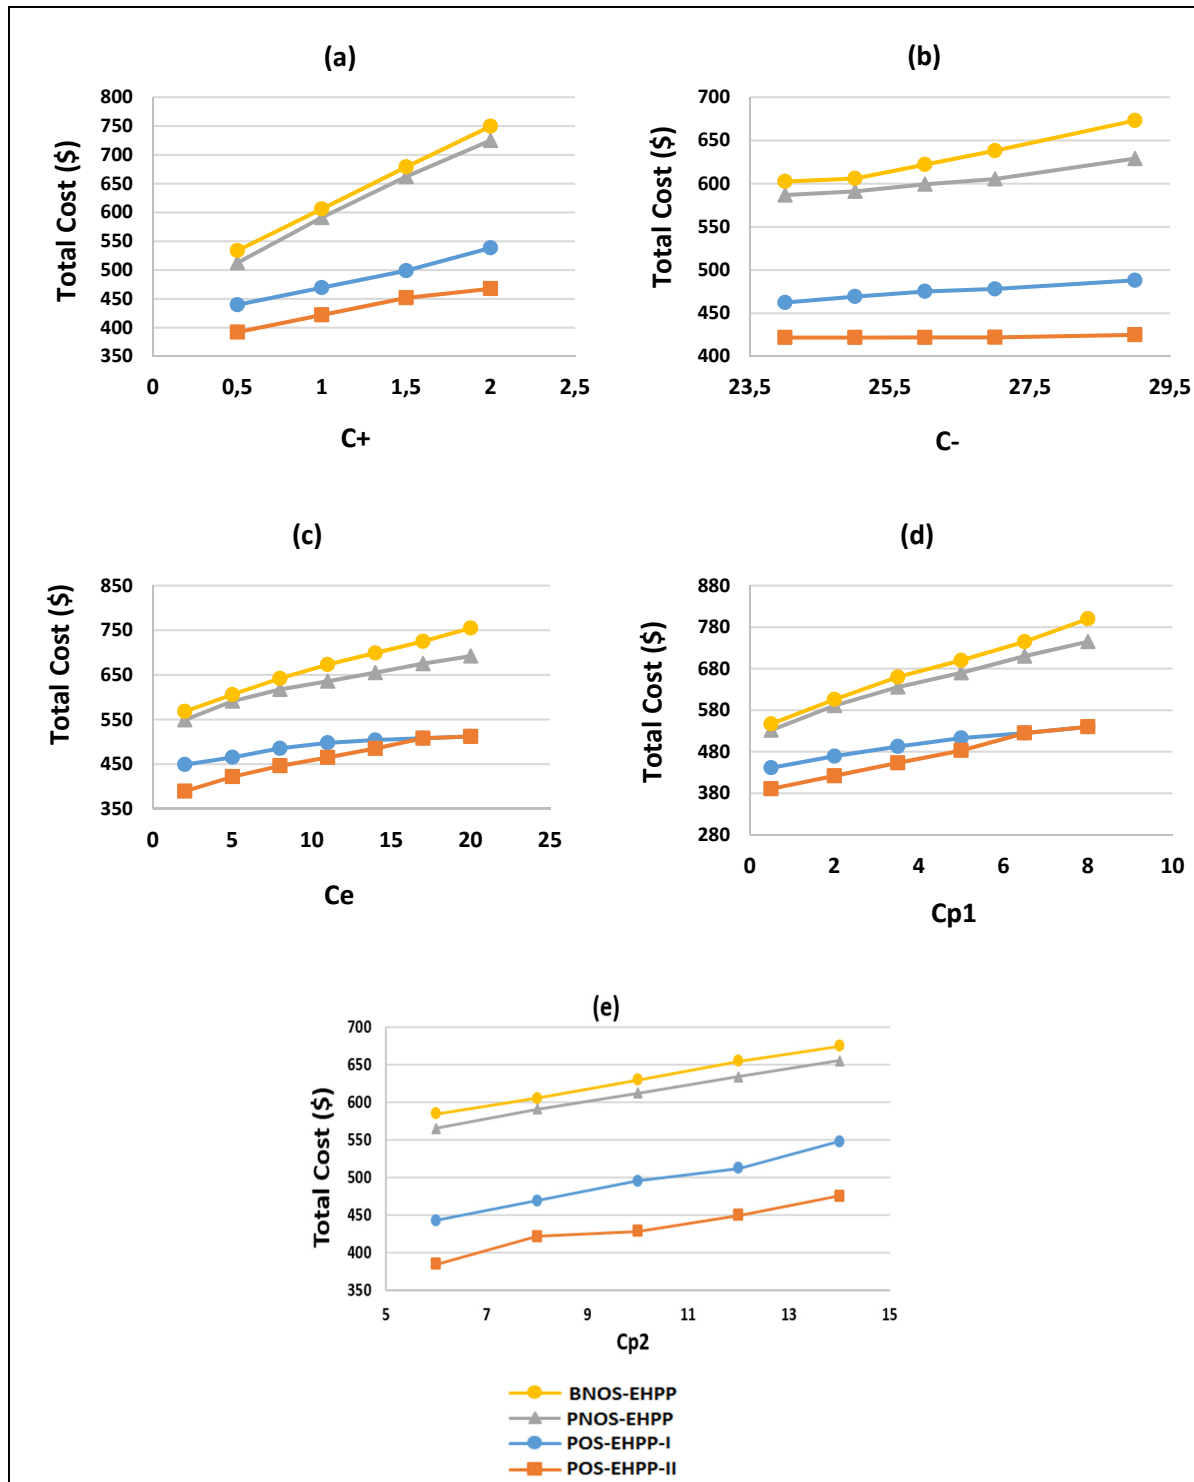 (a)
Total Cost ($)
800
750
700
650
600
550
500
450
400
350
0 0,5 1 1,5 2 2,5
C+
(b)
Total Cost ($)
700
650
600
550
500
450
400
23,5 25,5 27,5 29,5
C-
(c)
Total Cost ($)
850
750
650
550
450
350
0 5 10 15 20 25
Ce
(d)
Total Cost ($)
880
780
680
580
480
380
280
0 2 4 6 8 10
Cp1
(e)
Total Cost ($)
700
650
600
550
500
450
400
350
5 7 9 11 13 15
Cp2
BNOS-EHPP
PNOS-EHPP
POS-EHPP-I
POS-EHPP-II